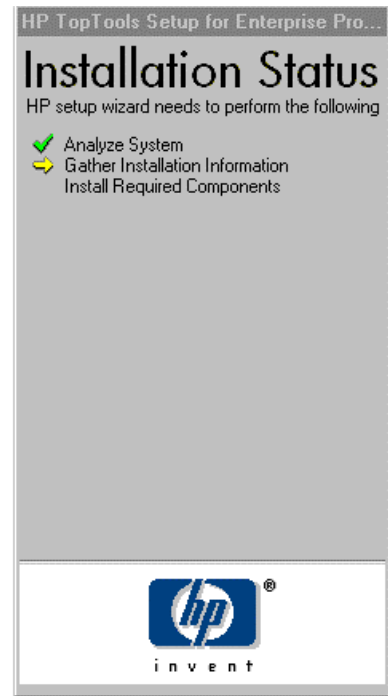 HP TopTools Setup for Enterprise Pro...
Installation Status
HP setup wizard needs to perform the following
Analyze System
Gather Installation Information
Install Required Components
hp ®
invent